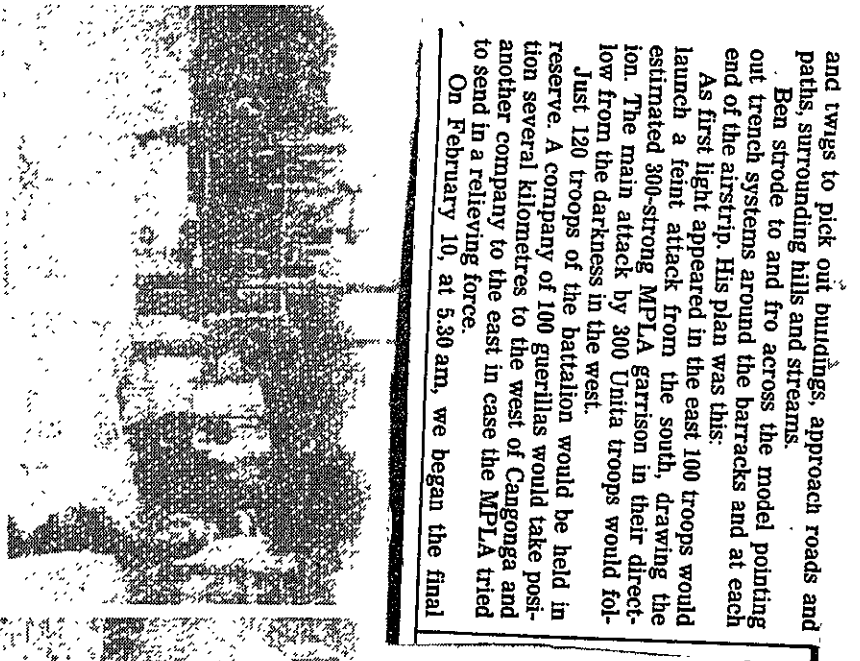 and twigs to pick out buildings, approach roads and
paths, surrounding hills and streams.
Ben strode to and fro across the model pointing
out trench systems around the barracks and at each
end of the airstrip. His plan was this:
As first light appeared in the east 100 troops would
launch a feint attack from the south, drawing the
estimated 300-strong MPLA garrison in their direct-
ion. The main attack by 300 Unita troops would fol-
low from the darkness in the west.
Just 120 troops of the battalion would be held in
reserve. A company of 100 guerillas would take posi-
tion several kilometres to the west of Cangonga and
another company to the east in case the MPLA tried
to send in a relieving force.
On February 10, at 5.30 am, we began the final